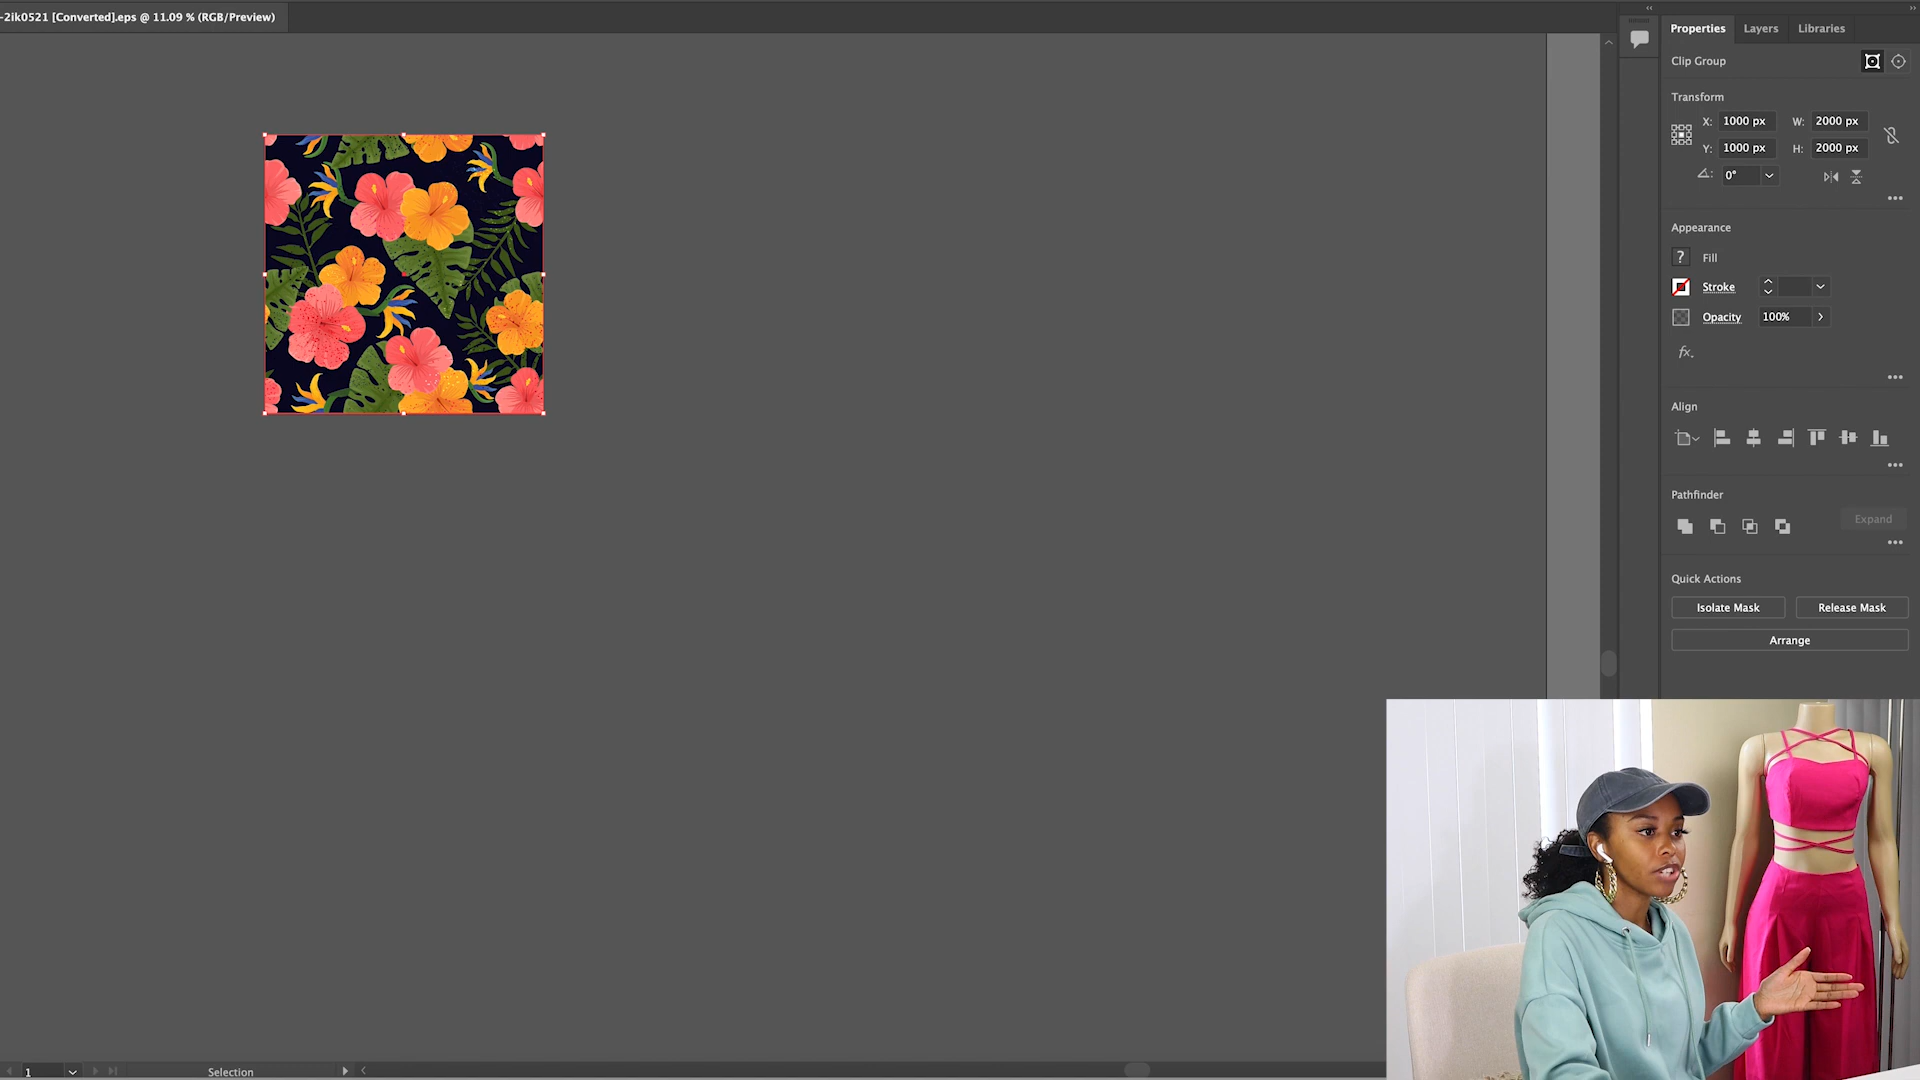 -2ik0521 [Converted].eps @ 11.09 % (RGB/Preview)
Properties Layers Libraries
Clip Group
Transform
X: 1000 px W: 2000 px
Y: 1000 px H: 2000 px
0°
Appearance
? Fill
Stroke
Opacity 100%
fx.
Align
Pathfinder
Expand
Quick Actions
Isolate Mask Release Mask
Arrange
1 Selection